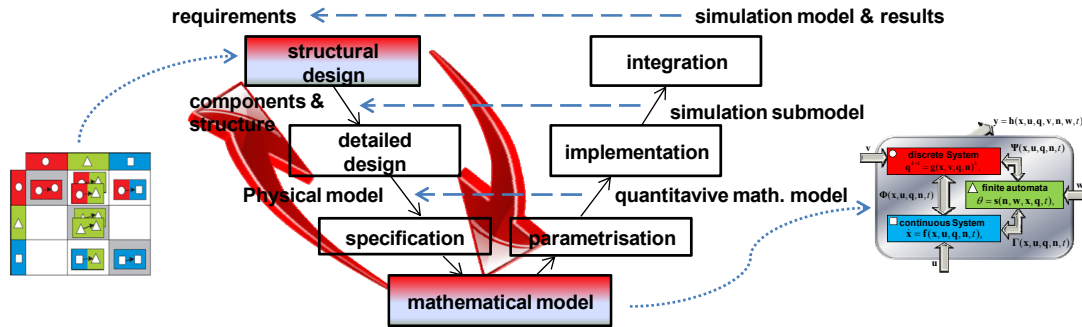 requirements
simulation model & results
structural
design
integration
components &
structure
simulation submodel
detailed
design
implementation
Physical model
quantitavive math. model
specification
parametrisation
mathematical model
y = h(x,u,q,v,n,w,t)
v
discrete System
Ψ(x,u,q,n,t)
Φ(x,u,q,n,t)
finite automata
θ = s(n,w,x,q,t),
w
continuous System
ẋ = f(x,u,q,n,t),
Γ(x,u,q,n,t)
u